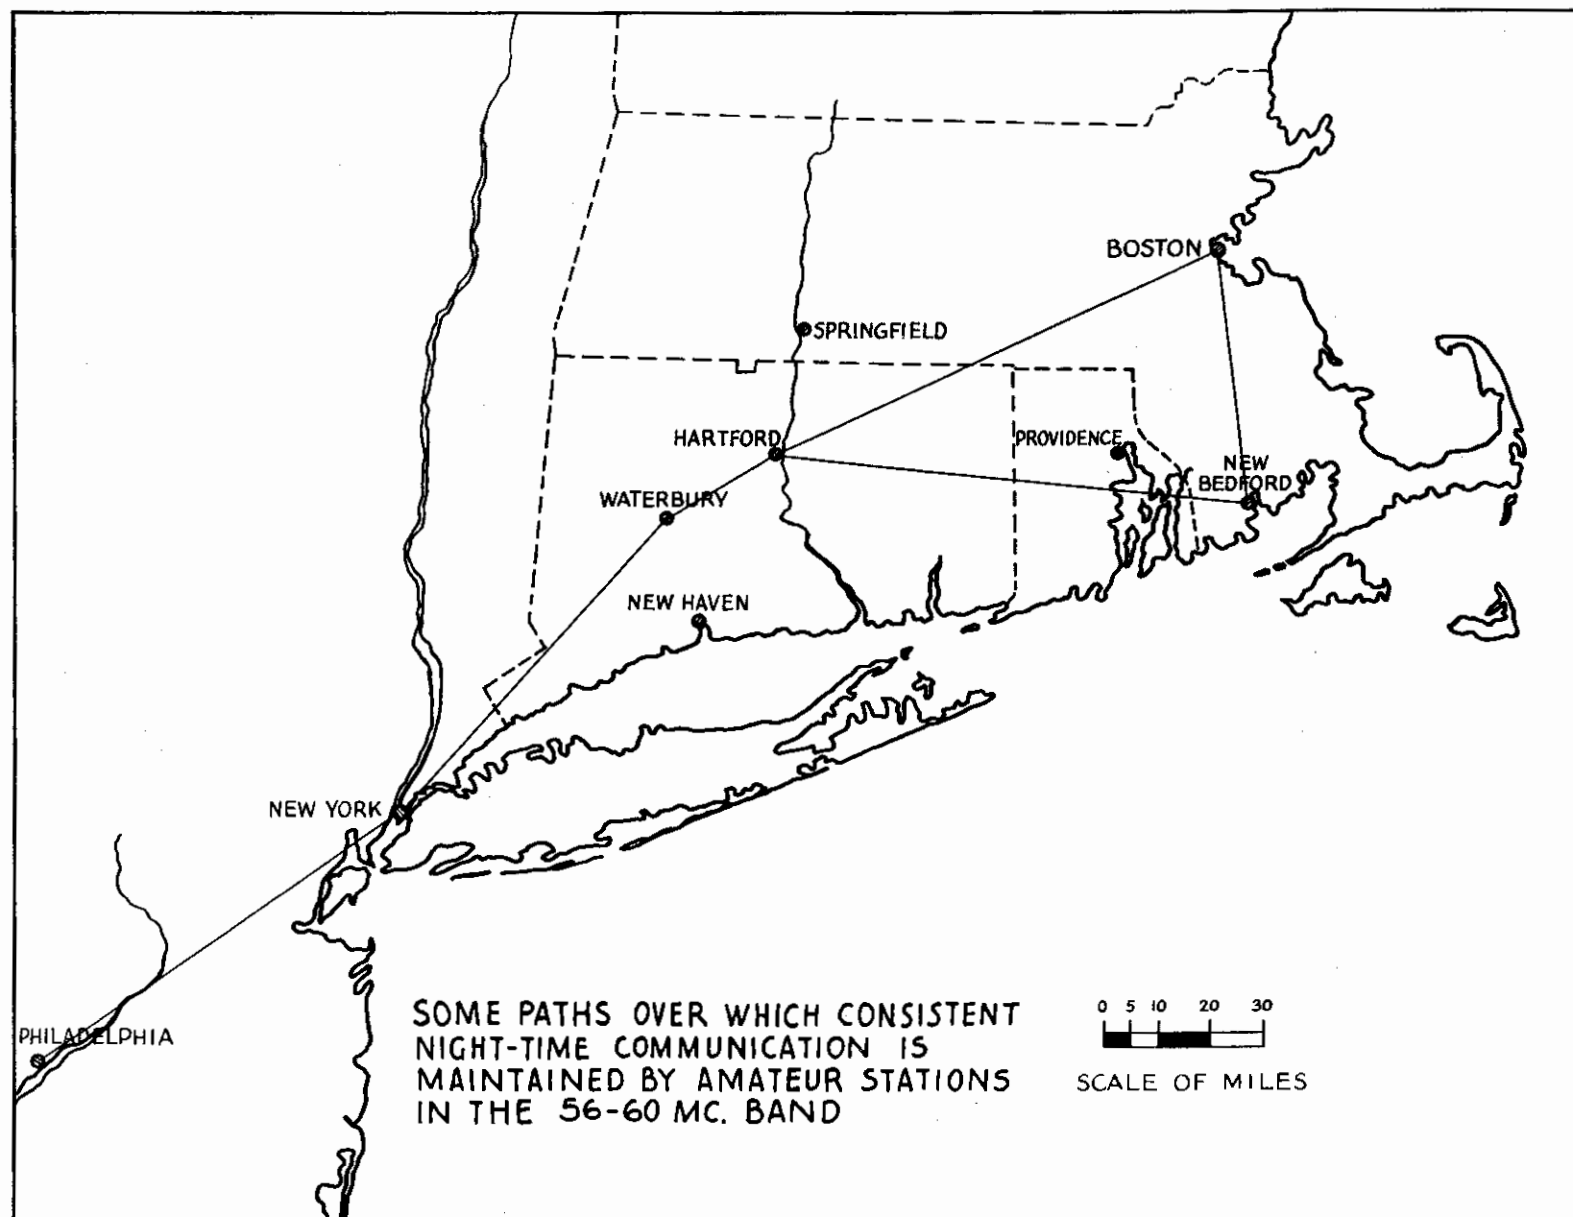 BOSTON
SPRINGFIELD
HARTFORD
PROVIDENCE
NEW
BEDFORD
WATERBURY
NEW HAVEN
NEW YORK
PHILADELPHIA
SOME PATHS OVER WHICH CONSISTENT
NIGHT-TIME COMMUNICATION IS
MAINTAINED BY AMATEUR STATIONS
IN THE 56-60 MC. BAND
0 5 10 20 30
SCALE OF MILES